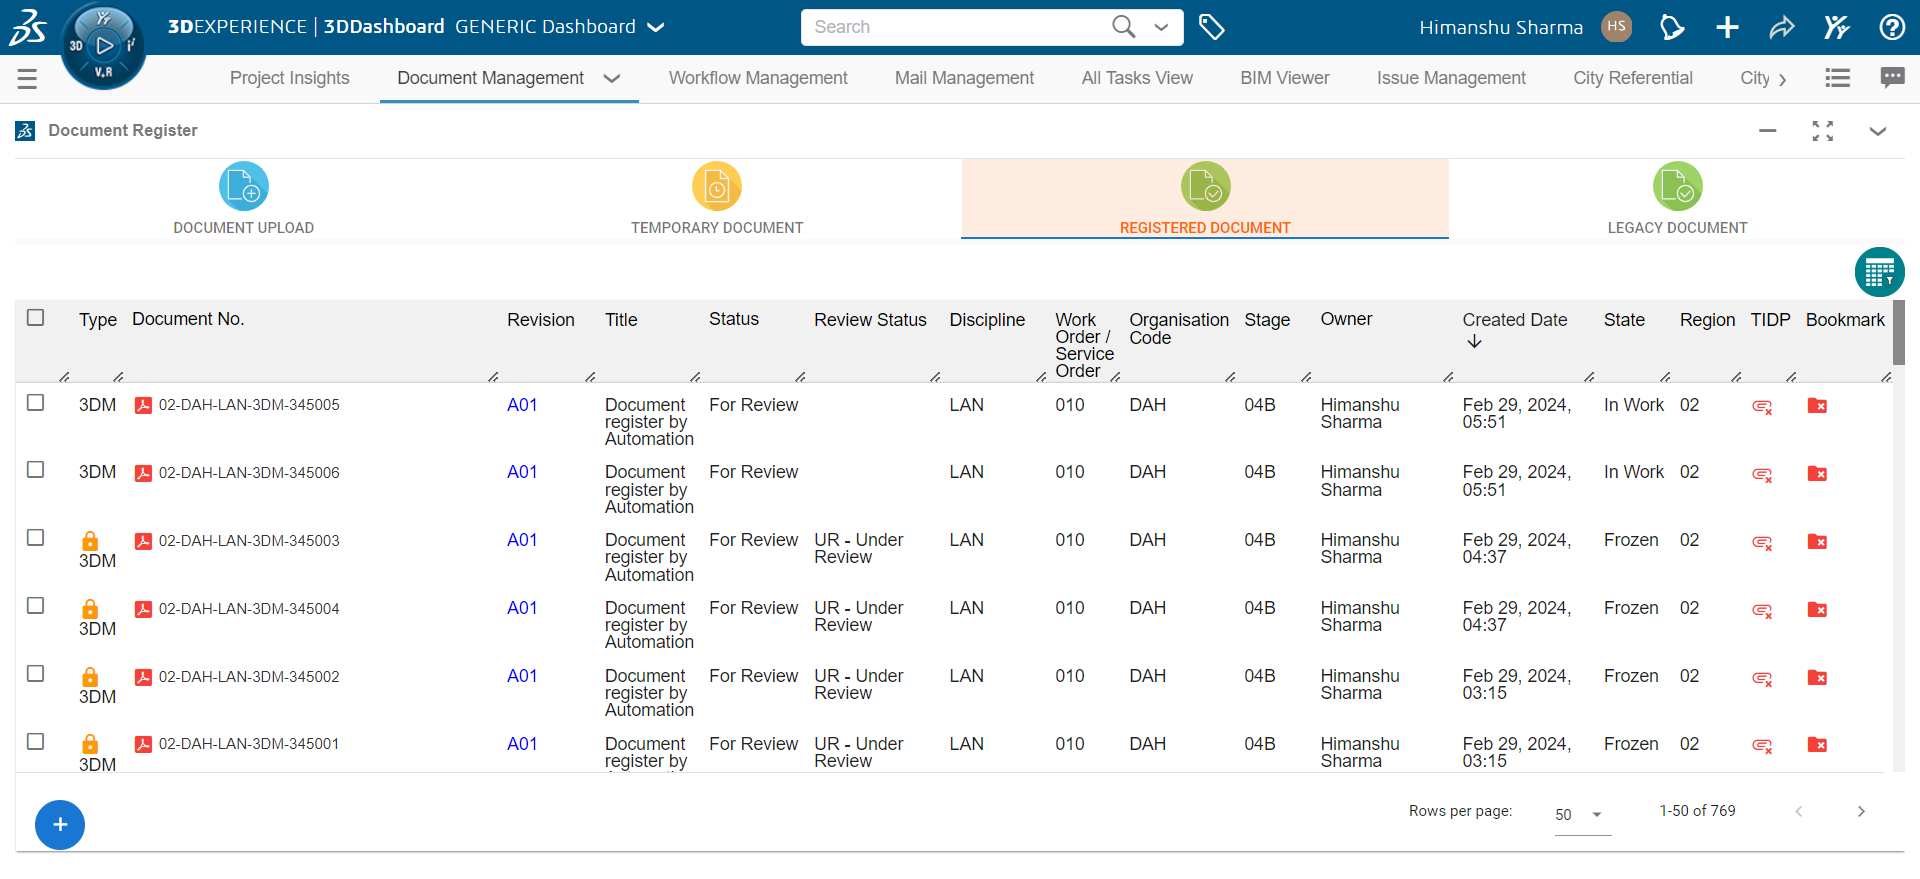 3DEXPERIENCE | 3DDashboard GENERIC Dashboard
Search
Himanshu Sharma HS
3D
V.R
Project Insights Document Management Workflow Management Mail Management All Tasks View BIM Viewer Issue Management City Referential City
Document Register
DOCUMENT UPLOAD TEMPORARY DOCUMENT REGISTERED DOCUMENT LEGACY DOCUMENT
Type Document No. Revision Title Status Review Status Discipline Work Organisation Stage Owner Created Date State Region TIDP Bookmark
Order / Code
Service
Order
3DM 02-DAH-LAN-3DM-345005 A01 Document For Review LAN 010 DAH 04B Himanshu Feb 29, 2024, In Work 02
register by Sharma 05:51
Automation
3DM 02-DAH-LAN-3DM-345006 A01 Document For Review LAN 010 DAH 04B Himanshu Feb 29, 2024, In Work 02
register by Sharma 05:51
Automation
02-DAH-LAN-3DM-345003 A01 Document For Review UR - Under LAN 010 DAH 04B Himanshu Feb 29, 2024, Frozen 02
3DM register by Review Sharma 04:37
Automation
02-DAH-LAN-3DM-345004 A01 Document For Review UR - Under LAN 010 DAH 04B Himanshu Feb 29, 2024, Frozen 02
3DM register by Review Sharma 04:37
Automation
02-DAH-LAN-3DM-345002 A01 Document For Review UR - Under LAN 010 DAH 04B Himanshu Feb 29, 2024, Frozen 02
3DM register by Review Sharma 03:15
Automation
02-DAH-LAN-3DM-345001 A01 Document For Review UR - Under LAN 010 DAH 04B Himanshu Feb 29, 2024, Frozen 02
3DM register by Review Sharma 03:15
Rows per page: 50 1-50 of 769